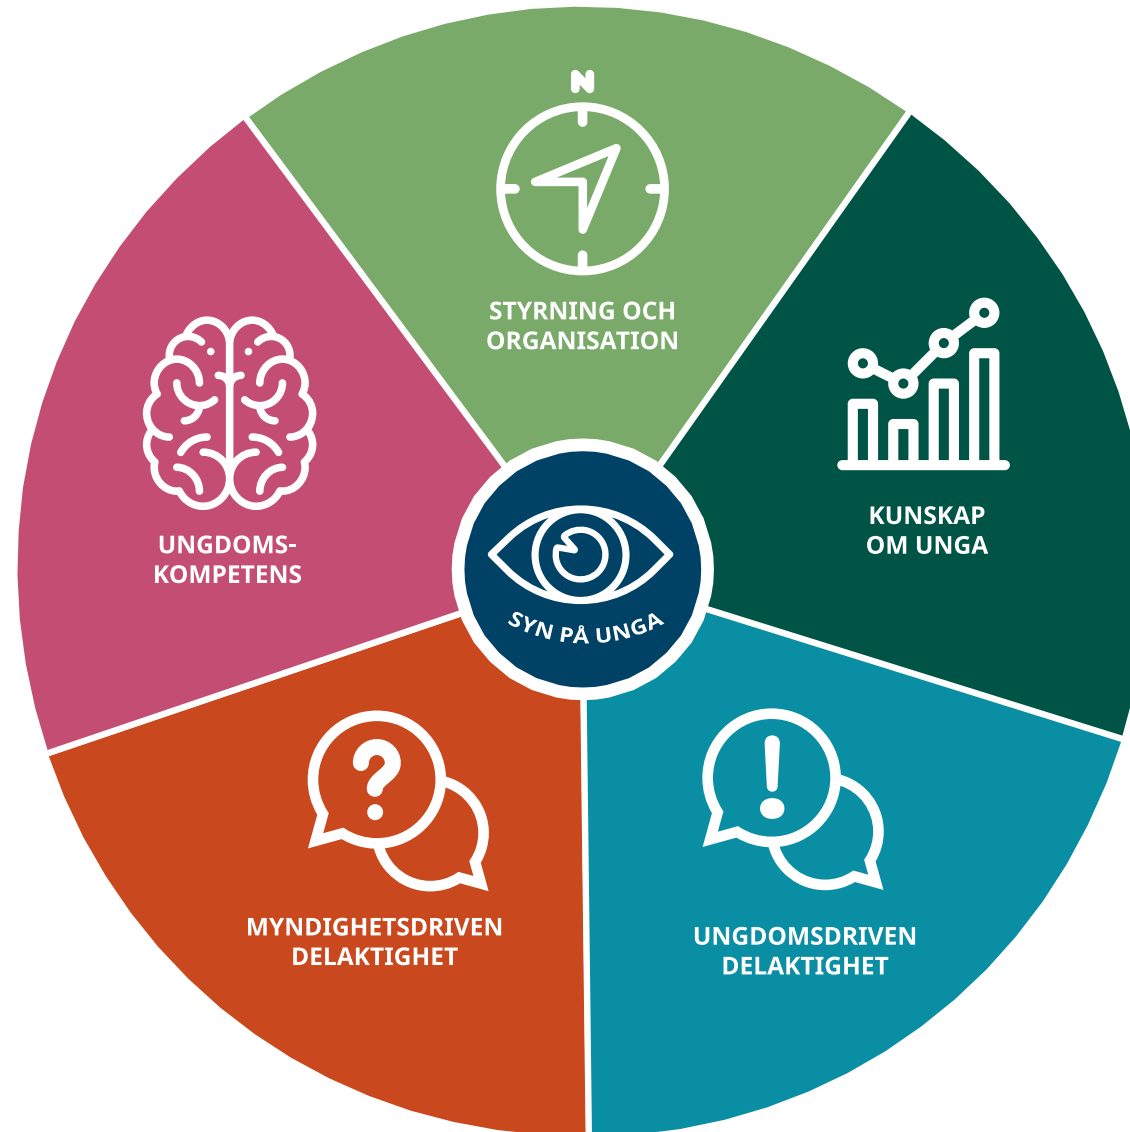 N
STYRNING OCH
ORGANISATION
KUNSKAP
OM UNGA
UNGDOMS-
KOMPETENS
SYN PÅ UNGA
MYNDIGHETSDRIVEN
DELAKTIGHET
UNGDOMSDRIVEN
DELAKTIGHET